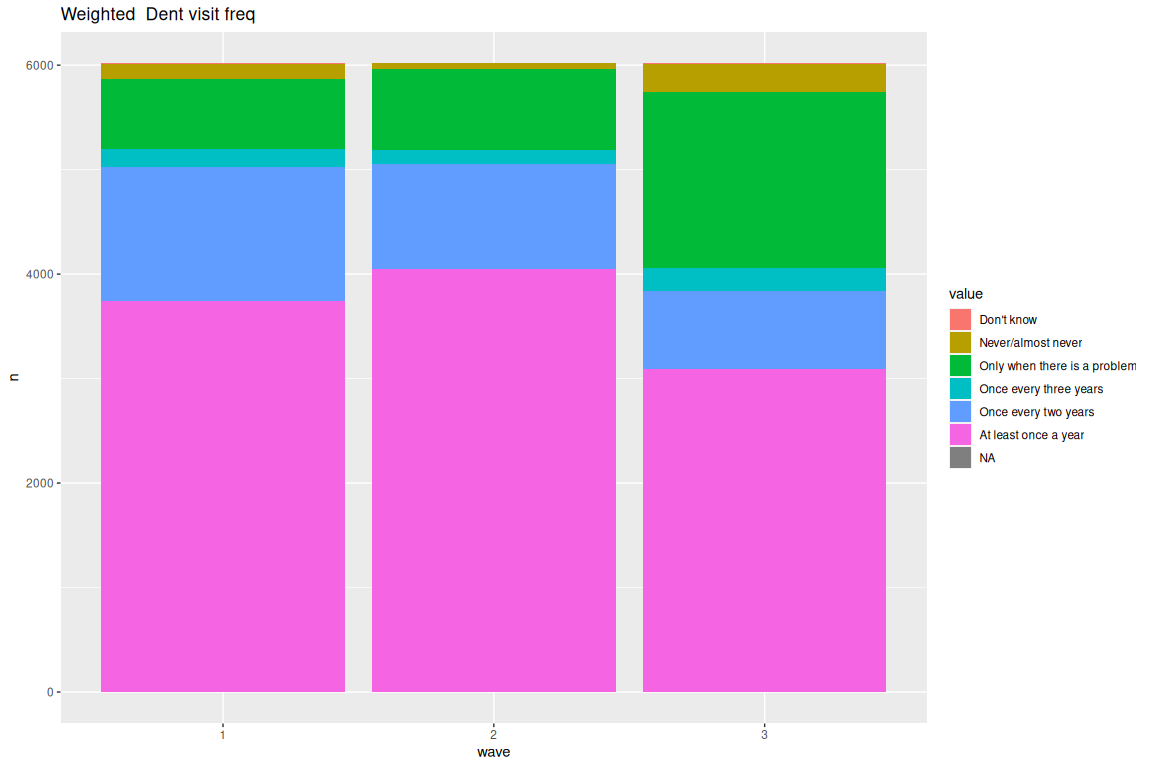 Weighted  Dent visit freq
6000
4000
2000
0
n
1
2
3
wave
value
Don't know
Never/almost never
Only when there is a problem
Once every three years
Once every two years
At least once a year
NA